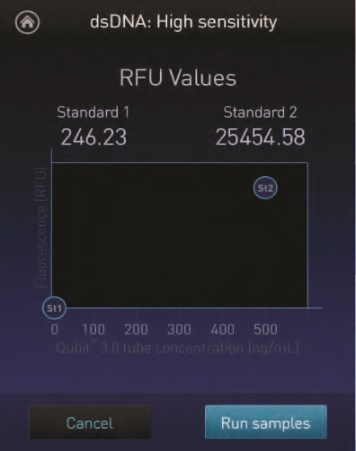 dsDNA: High sensitivity
RFU Values
Standard 1 Standard 2
246.23 25454.58
Fluorescence (RFU)
St2
St1
0 100 200 300 400 500
Qubit® 3.0 tube concentration (ng/mL)
Cancel Run samples